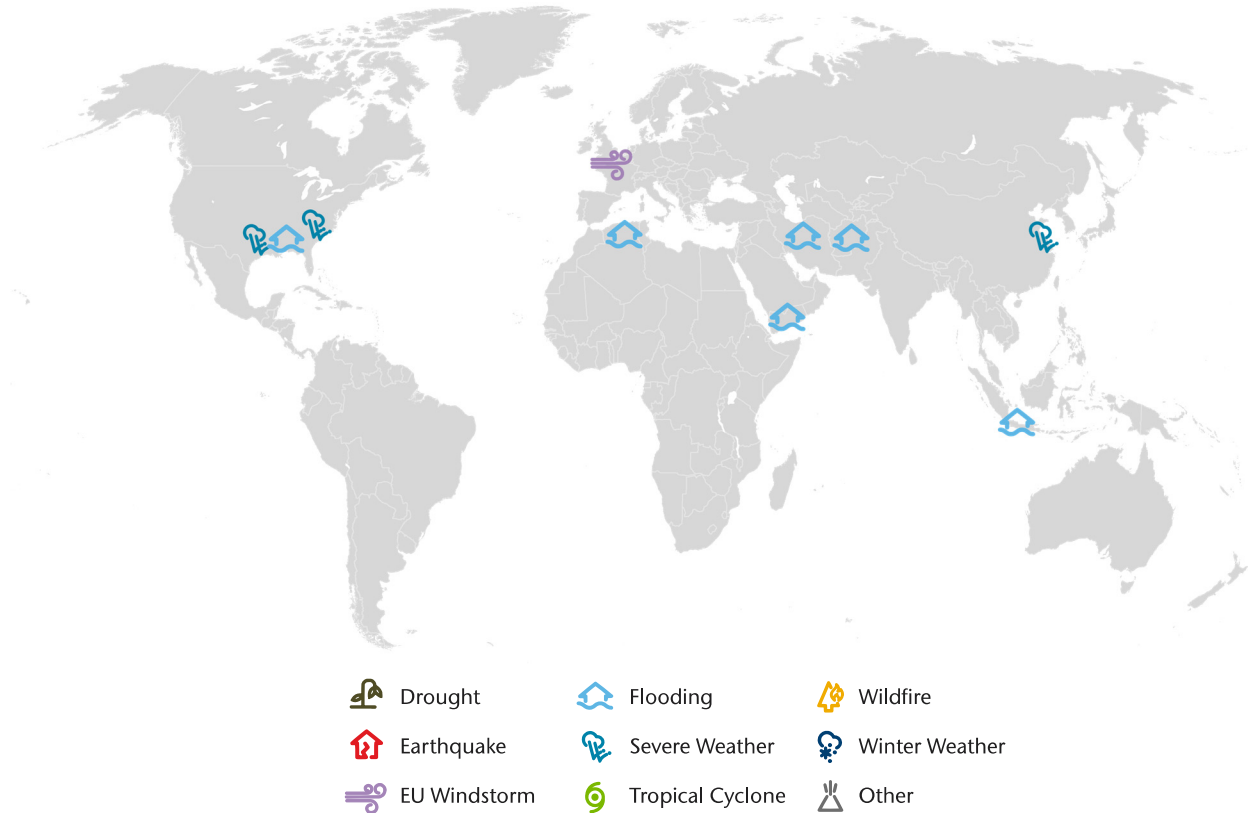 Drought
Flooding
Wildfire
Earthquake
Severe Weather
Winter Weather
EU Windstorm
Tropical Cyclone
Other